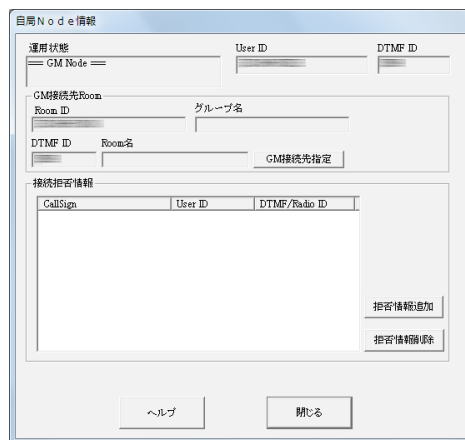 自局Ｎｏｄｅ情報
運用状態 User ID DTMF ID
== GM Node ==
GM接続先Room
Room ID グループ名
DTMF ID Room名
GM接続先指定
接続拒否情報
CallSign User ID DTMF/Radio ID
拒否情報追加
拒否情報削除
ヘルプ 閉じる